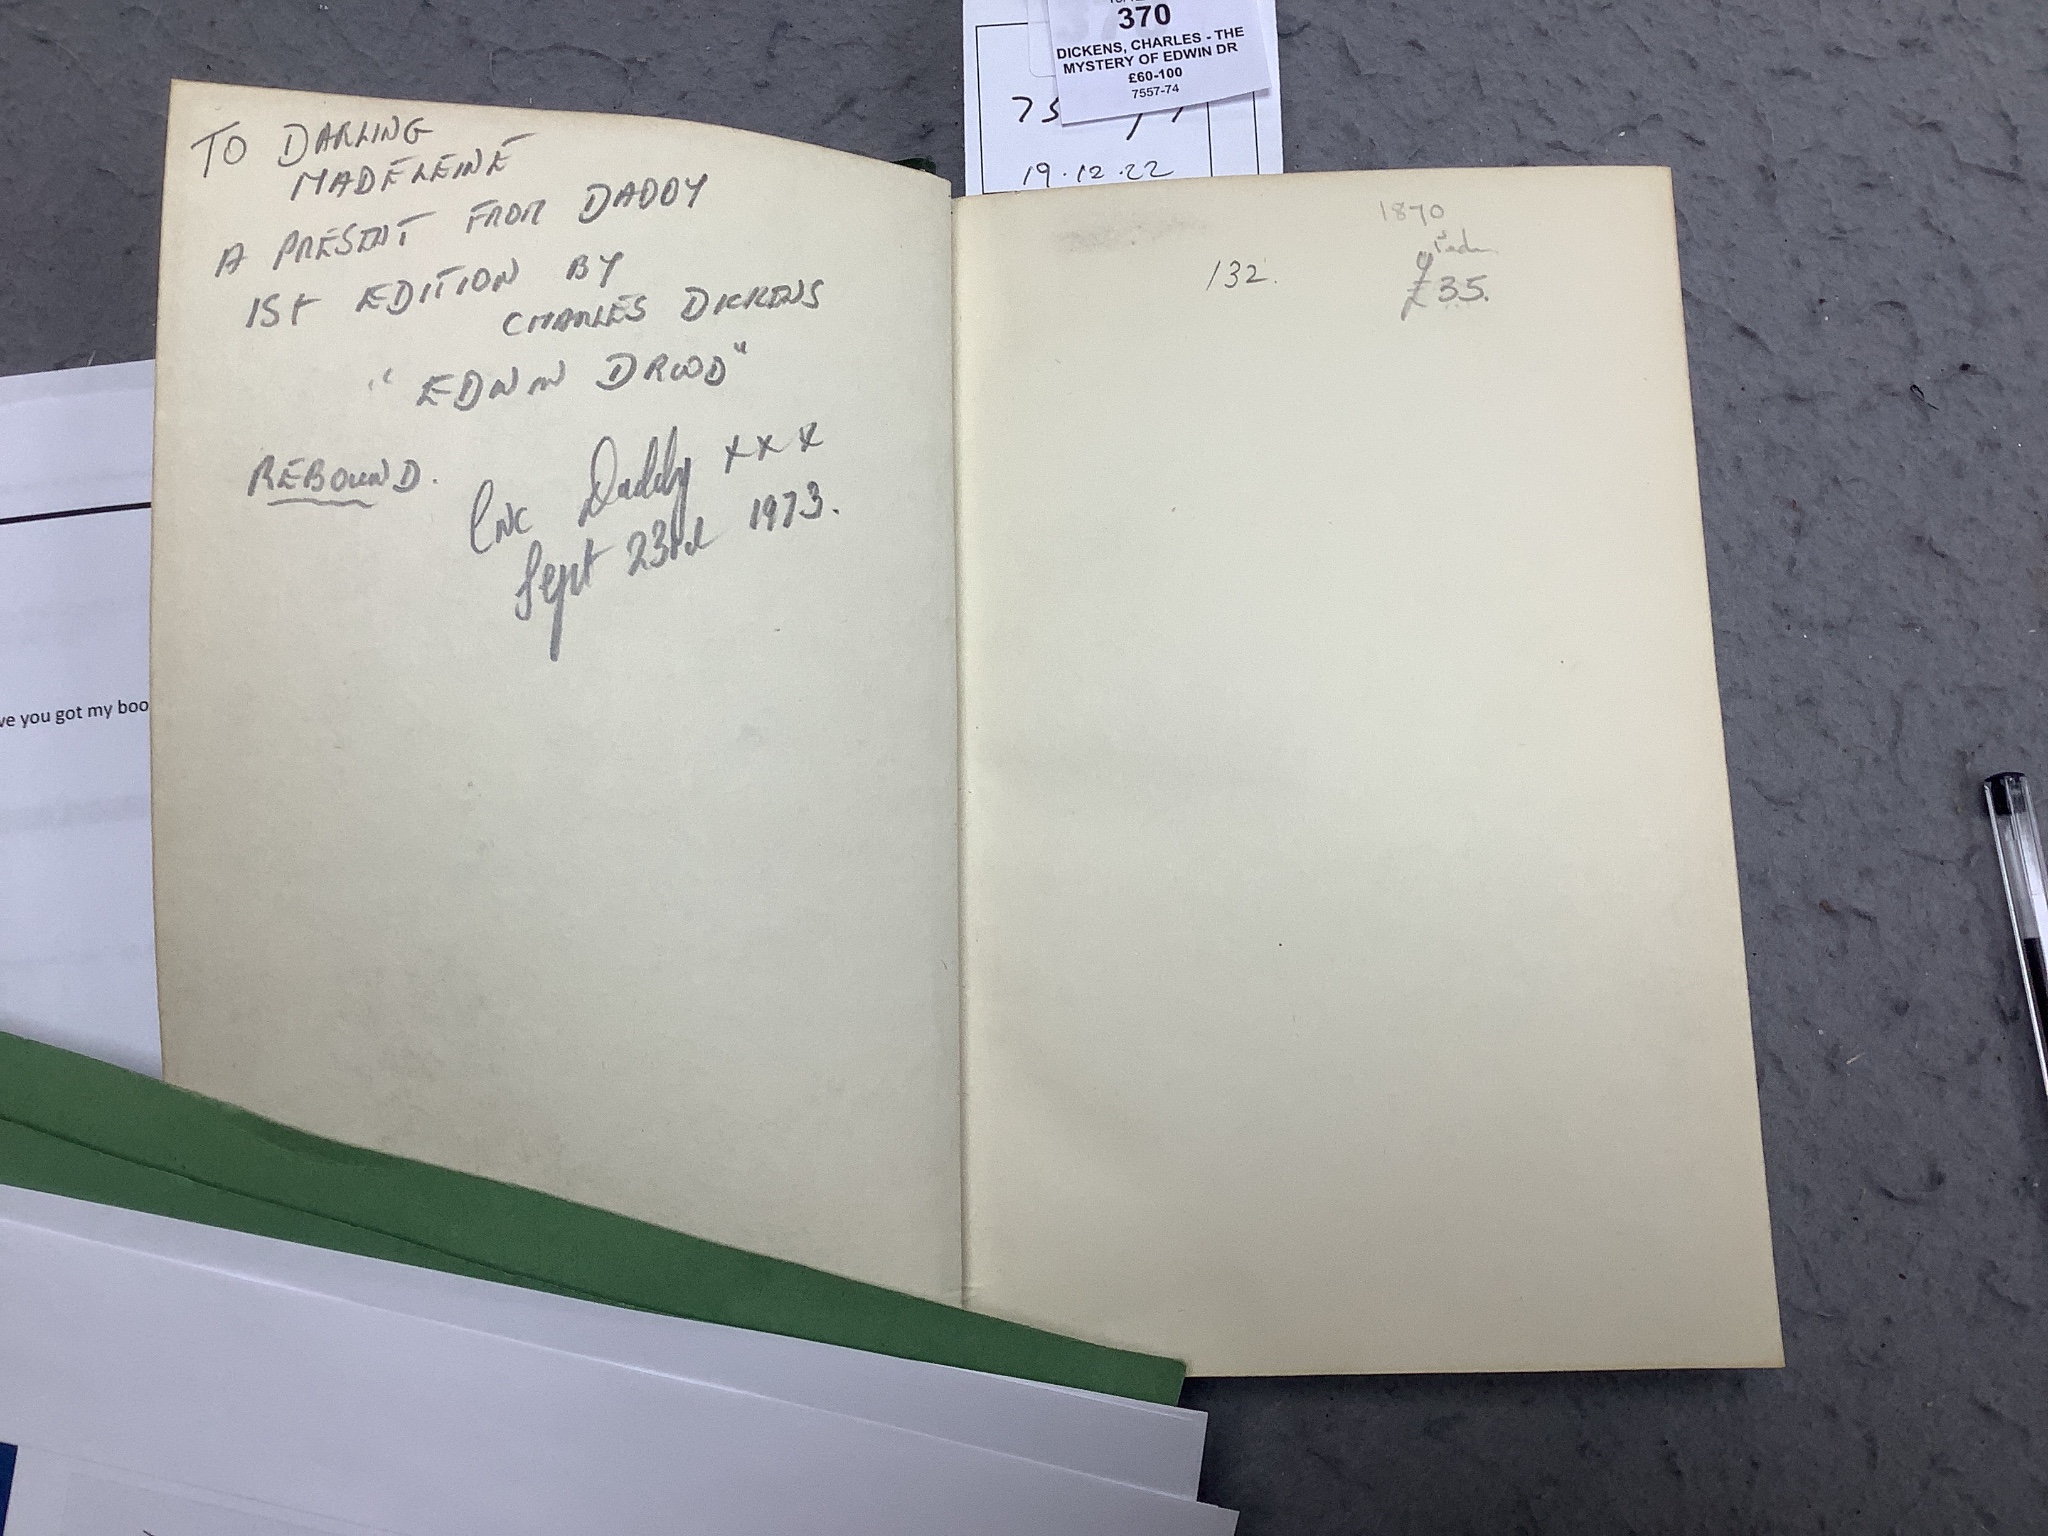 370
DICKENS, CHARLES - THE
MYSTERY OF EDWIN DR
£60-100
7557-74
19.12.22
TO DARLING
MADELEINE
A PRESENT FROM DADDY
1St EDITION BY
CHARLES DICKENS
"EDWIN DROOD"
REBOUND.
Daddy xxx
Sept 23rd 1973.
1870
132.
£35.
ve you got my boo